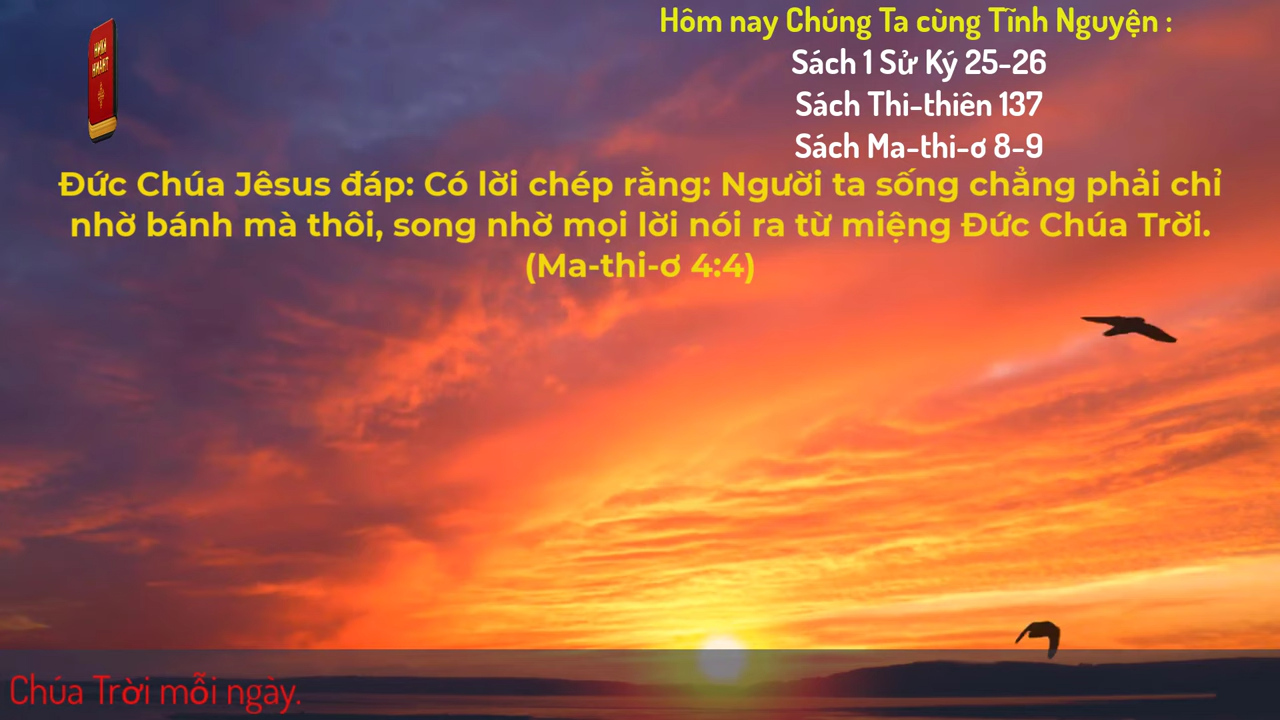 Hôm nay Chúng Ta cùng Tĩnh Nguyện :
Sách 1 Sử Ký 25-26
Sách Thi-thiên 137
Sách Ma-thi-ơ 8-9
Đức Chúa Jêsus đáp: Có lời chép rằng: Người ta sống chẳng phải chỉ
nhờ bánh mà thôi, song nhờ mọi lời nói ra từ miệng Đức Chúa Trời.
(Ma-thi-ơ 4:4)
Chúa Trời mỗi ngày.